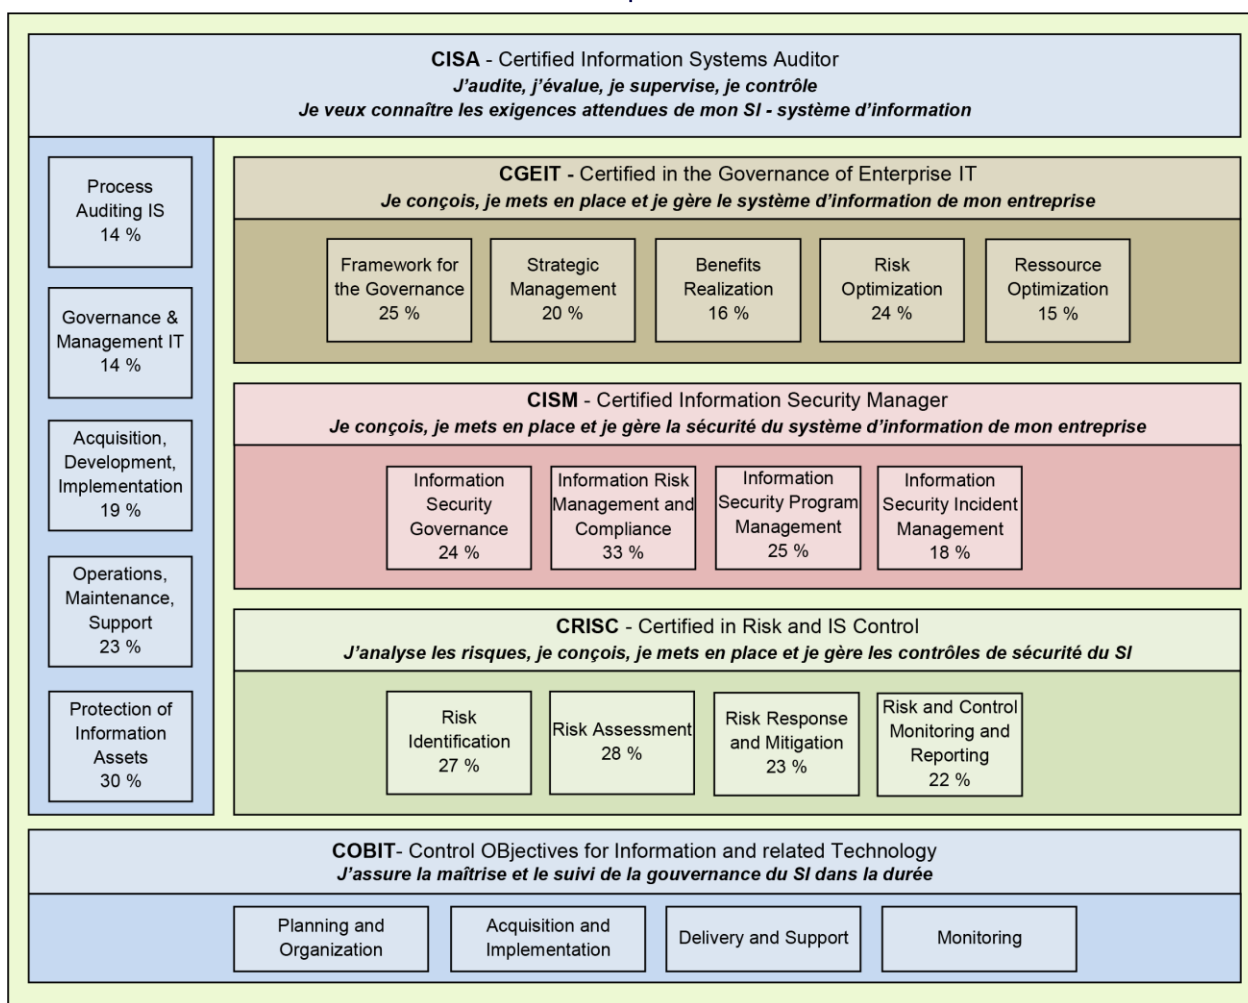 CISA - Certified Information Systems Auditor
J'audite, j'évalue, je supervise, je contrôle
Je veux connaître les exigences attendues de mon SI - système d'information
Process
Auditing IS
14 %
Governance &
Management IT
14 %
Acquisition,
Development,
Implementation
19 %
Operations,
Maintenance,
Support
23 %
Protection of
Information
Assets
30 %
CGEIT - Certified in the Governance of Enterprise IT
Je conçois, je mets en place et je gère le système d'information de mon entreprise
Framework for
the Governance
25 %
Strategic
Management
20 %
Benefits
Realization
16 %
Risk
Optimization
24 %
Ressource
Optimization
15 %
CISM - Certified Information Security Manager
Je conçois, je mets en place et je gère la sécurité du système d'information de mon entreprise
Information
Security
Governance
24 %
Information Risk
Management and
Compliance
33 %
Information
Security Program
Management
25 %
Information
Security Incident
Management
18 %
CRISC - Certified in Risk and IS Control
J'analyse les risques, je conçois, je mets en place et je gère les contrôles de sécurité du SI
Risk
Identification
27 %
Risk Assessment
28 %
Risk Response
and Mitigation
23 %
Risk and Control
Monitoring and
Reporting
22 %
COBIT- Control OBjectives for Information and related Technology
J'assure la maîtrise et le suivi de la gouvernance du SI dans la durée
Planning and
Organization
Acquisition and
Implementation
Delivery and Support
Monitoring